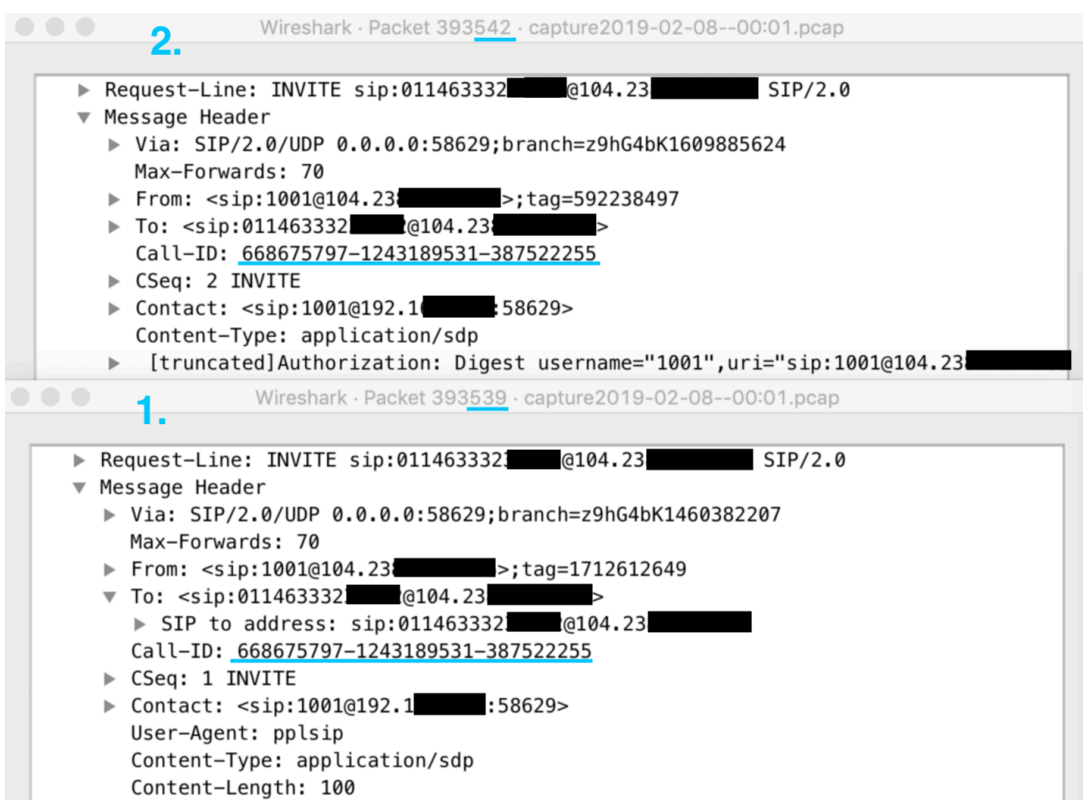 2.
Wireshark · Packet 393542 · capture2019-02-08--00:01.pcap
Request-Line: INVITE sip:011463332 @104.23 SIP/2.0
Message Header
Via: SIP/2.0/UDP 0.0.0.0:58629;branch=z9hG4bK1609885624
Max-Forwards: 70
From: <sip:1001@104.23 >;tag=592238497
To: <sip:011463332 @104.23 >
Call-ID: 668675797-1243189531-387522255
CSeq: 2 INVITE
Contact: <sip:1001@192.1 :58629>
Content-Type: application/sdp
[truncated]Authorization: Digest username="1001",uri="sip:1001@104.23
1.
Wireshark · Packet 393539 · capture2019-02-08--00:01.pcap
Request-Line: INVITE sip:011463332 @104.23 SIP/2.0
Message Header
Via: SIP/2.0/UDP 0.0.0.0:58629;branch=z9hG4bK1460382207
Max-Forwards: 70
From: <sip:1001@104.23 >;tag=1712612649
To: <sip:011463332 @104.23 >
SIP to address: sip:011463332 @104.23
Call-ID: 668675797-1243189531-387522255
CSeq: 1 INVITE
Contact: <sip:1001@192.1 :58629>
User-Agent: pplsip
Content-Type: application/sdp
Content-Length: 100